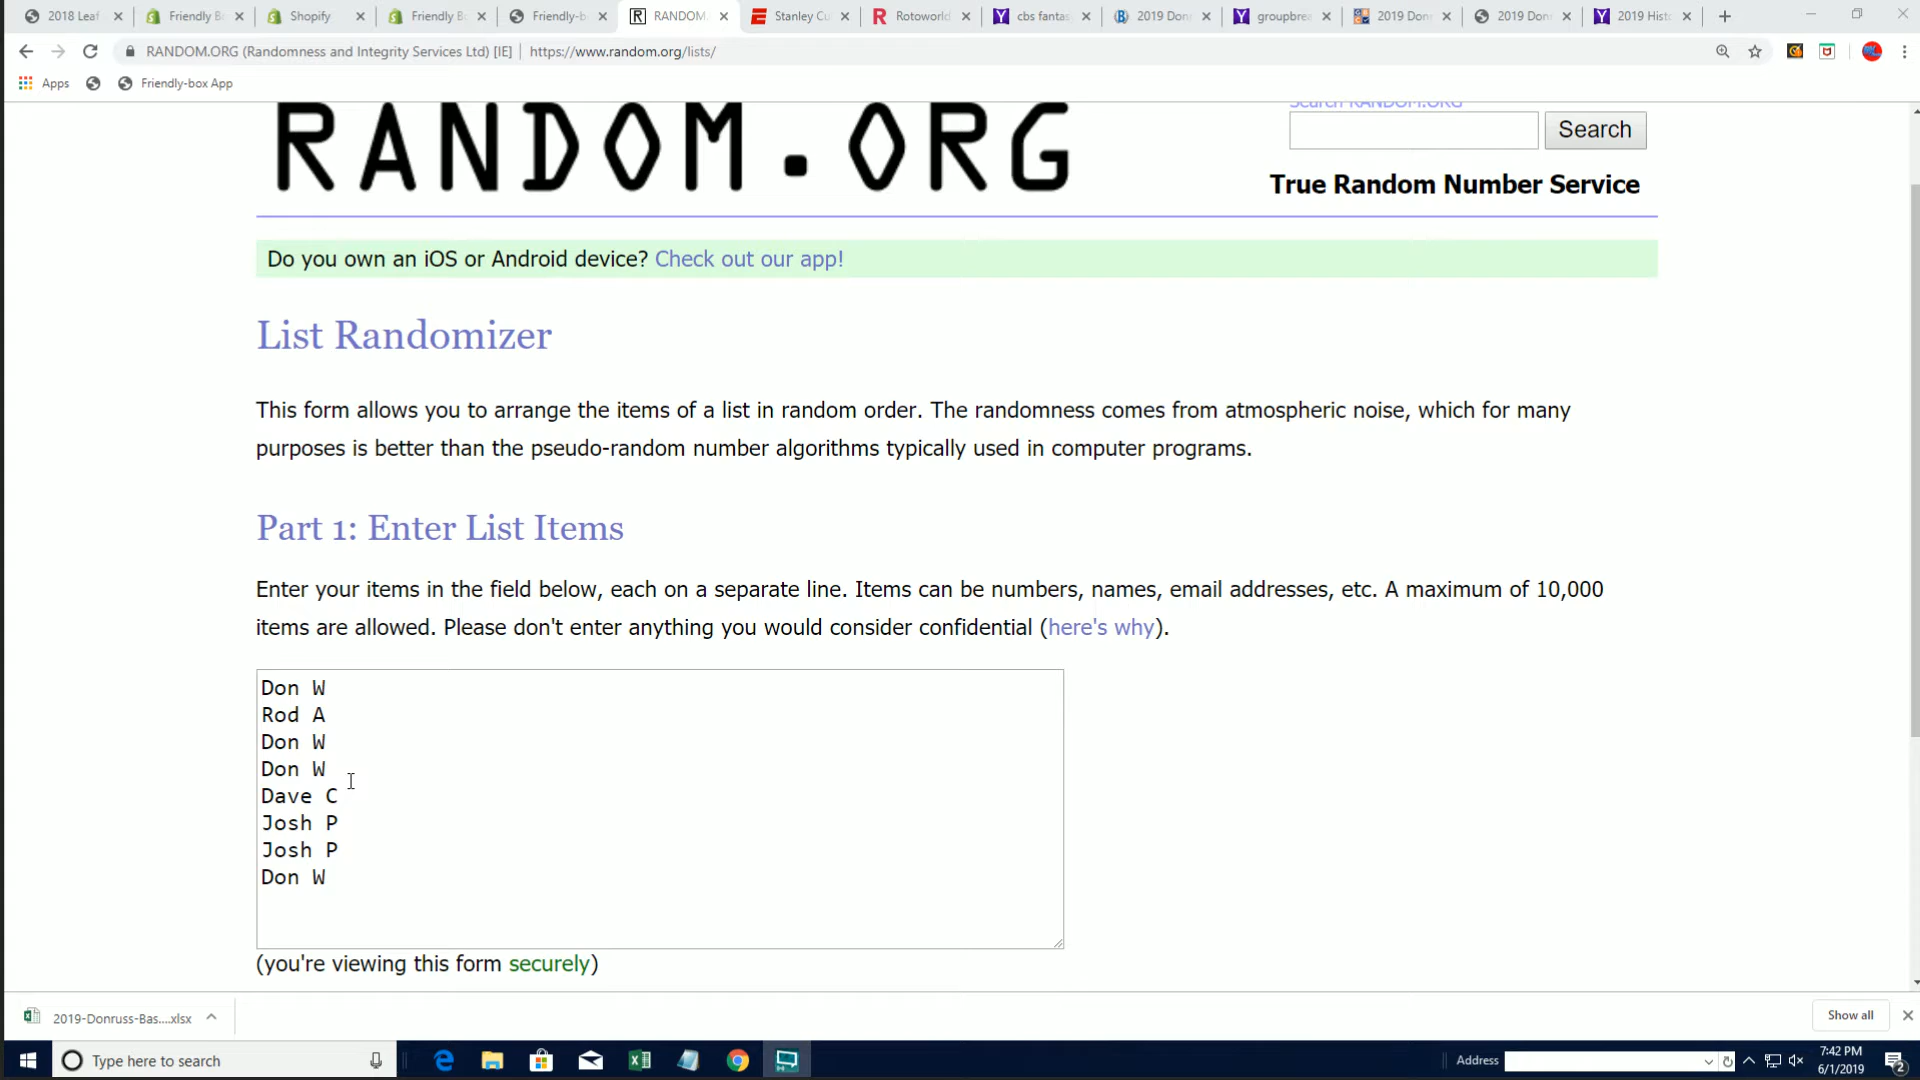 2018 Leaf
Friendly B
Shopify
Friendly Bo
Friendly-b
RANDOM
Stanley Cu
Rotoworld
cbs fantas
2019 Don
groupbrea
2019 Don
2019 Don
2019 Hist
RANDOM.ORG (Randomness and Integrity Services Ltd) [IE] | https://www.random.org/lists/
Apps
Friendly-box App
RANDOM.ORG
Search RANDOM.ORG
Search
True Random Number Service
Do you own an iOS or Android device? Check out our app!
List Randomizer
This form allows you to arrange the items of a list in random order. The randomness comes from atmospheric noise, which for many
purposes is better than the pseudo-random number algorithms typically used in computer programs.
Part 1: Enter List Items
Enter your items in the field below, each on a separate line. Items can be numbers, names, email addresses, etc. A maximum of 10,000
items are allowed. Please don't enter anything you would consider confidential (here's why).
Don W
Rod A
Don W
Don W
Dave C
Josh P
Josh P
Don W
(you're viewing this form securely)
2019-Donruss-Bas....xlsx
Show all
Type here to search
Address
7:42 PM
6/1/2019
2